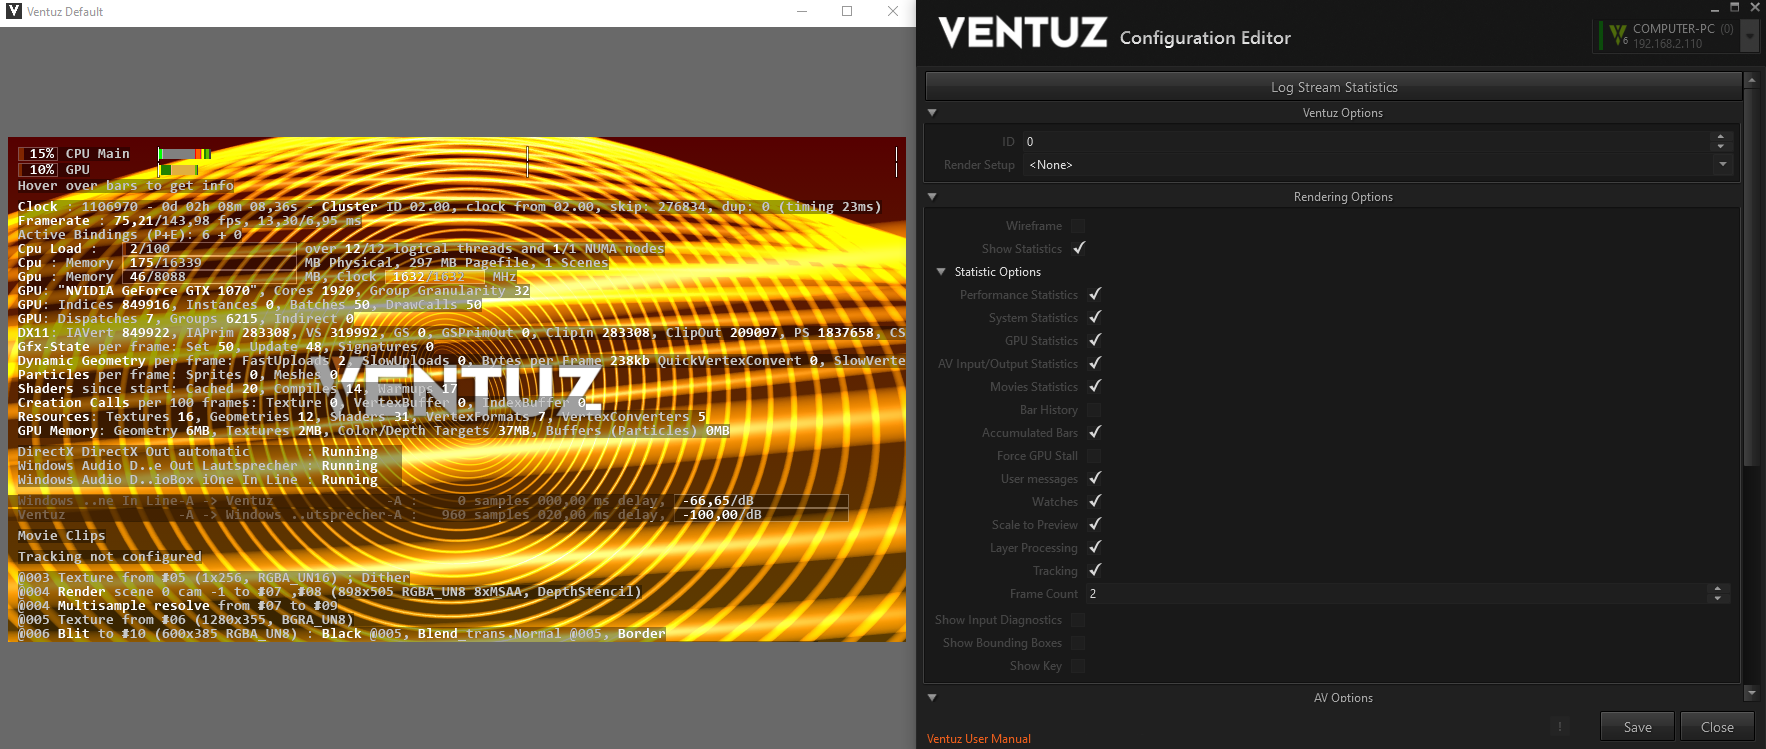 Ventuz Default
15% CPU Main
10% GPU
Hover over bars to get info
Clock : 1106970 - 0d 02h 08m 08,36s - Cluster ID 02.00, clock from 02.00, skip: 276834, dup: 0 (timing 23ms)
Framerate : 75,21/143,98 fps, 13,30/6,95 ms
Active Bindings (P+E): 6 + 0
Cpu Load : 2/100 over 12/12 logical threads and 1/1 NUMA nodes
Cpu : Memory 175/16339 MB Physical, 297 MB Pagefile, 1 Scenes
Gpu : Memory 46/8088 MB, Clock 1632/1632 MHz
GPU: "NVIDIA GeForce GTX 1070", Cores 1920, Group Granularity 32
GPU: Indices 849916, Instances 0, Batches 50, DrawCalls 50
GPU: Dispatches 7, Groups 6215, Indirect 0
DX11: IAVert 849922, IAPrim 283308, VS 319992, GS 0, GSPrimOut 0, ClipIn 283308, ClipOut 209097, PS 1837658, CS
Gfx-State per frame: Set 50, Update 48, Signatures 0
Dynamic Geometry per frame: FastUploads 2, SlowUploads 0, Bytes per Frame 238kb QuickVertexConvert 0, SlowVerte
Particles per frame: Sprites 0, Meshes 0
Shaders since start: Cached 20, Compiles 14, Warmups 17
Creation Calls per 100 frames: Texture 0, VertexBuffer 0, IndexBuffer 0
Resources: Textures 16, Geometries 12, Shaders 31, VertexFormats 7, VertexConverters 5
GPU Memory: Geometry 6MB, Textures 2MB, Color/Depth Targets 37MB, Buffers (Particles) 0MB
VENTUZ
DirectX DirectX Out automatic : Running
Windows Audio D..e Out Lautsprecher : Running
Windows Audio D..ioBox iOne In Line : Running
Windows ..ne In Line-A -> Ventuz -A : 0 samples 000,00 ms delay, -66,65/dB
Ventuz -A -> Windows ..utsprecher-A : 960 samples 020,00 ms delay, -100,00/dB
Movie Clips
Tracking not configured
@003 Texture from #05 (1x256, RGBA_UN16) ; Dither
@004 Render scene 0 cam -1 to #07 ,#08 (898x505 RGBA_UN8 8xMSAA, DepthStencil)
@004 Multisample resolve from #07 to #09
@005 Texture from #06 (1280x355, BGRA_UN8)
@006 Blit to #10 (600x385 RGBA_UN8) : Black @005, Blend_trans.Normal @005, Border
VENTUZ Configuration Editor
6 COMPUTER-PC (0)
192.168.2.110
Log Stream Statistics
Ventuz Options
ID 0
Render Setup <None>
Rendering Options
Wireframe
Show Statistics
Statistic Options
Performance Statistics
System Statistics
GPU Statistics
AV Input/Output Statistics
Movies Statistics
Bar History
Accumulated Bars
Force GPU Stall
User messages
Watches
Scale to Preview
Layer Processing
Tracking
Frame Count 2
Show Input Diagnostics
Show Bounding Boxes
Show Key
AV Options
! Save Close
Ventuz User Manual